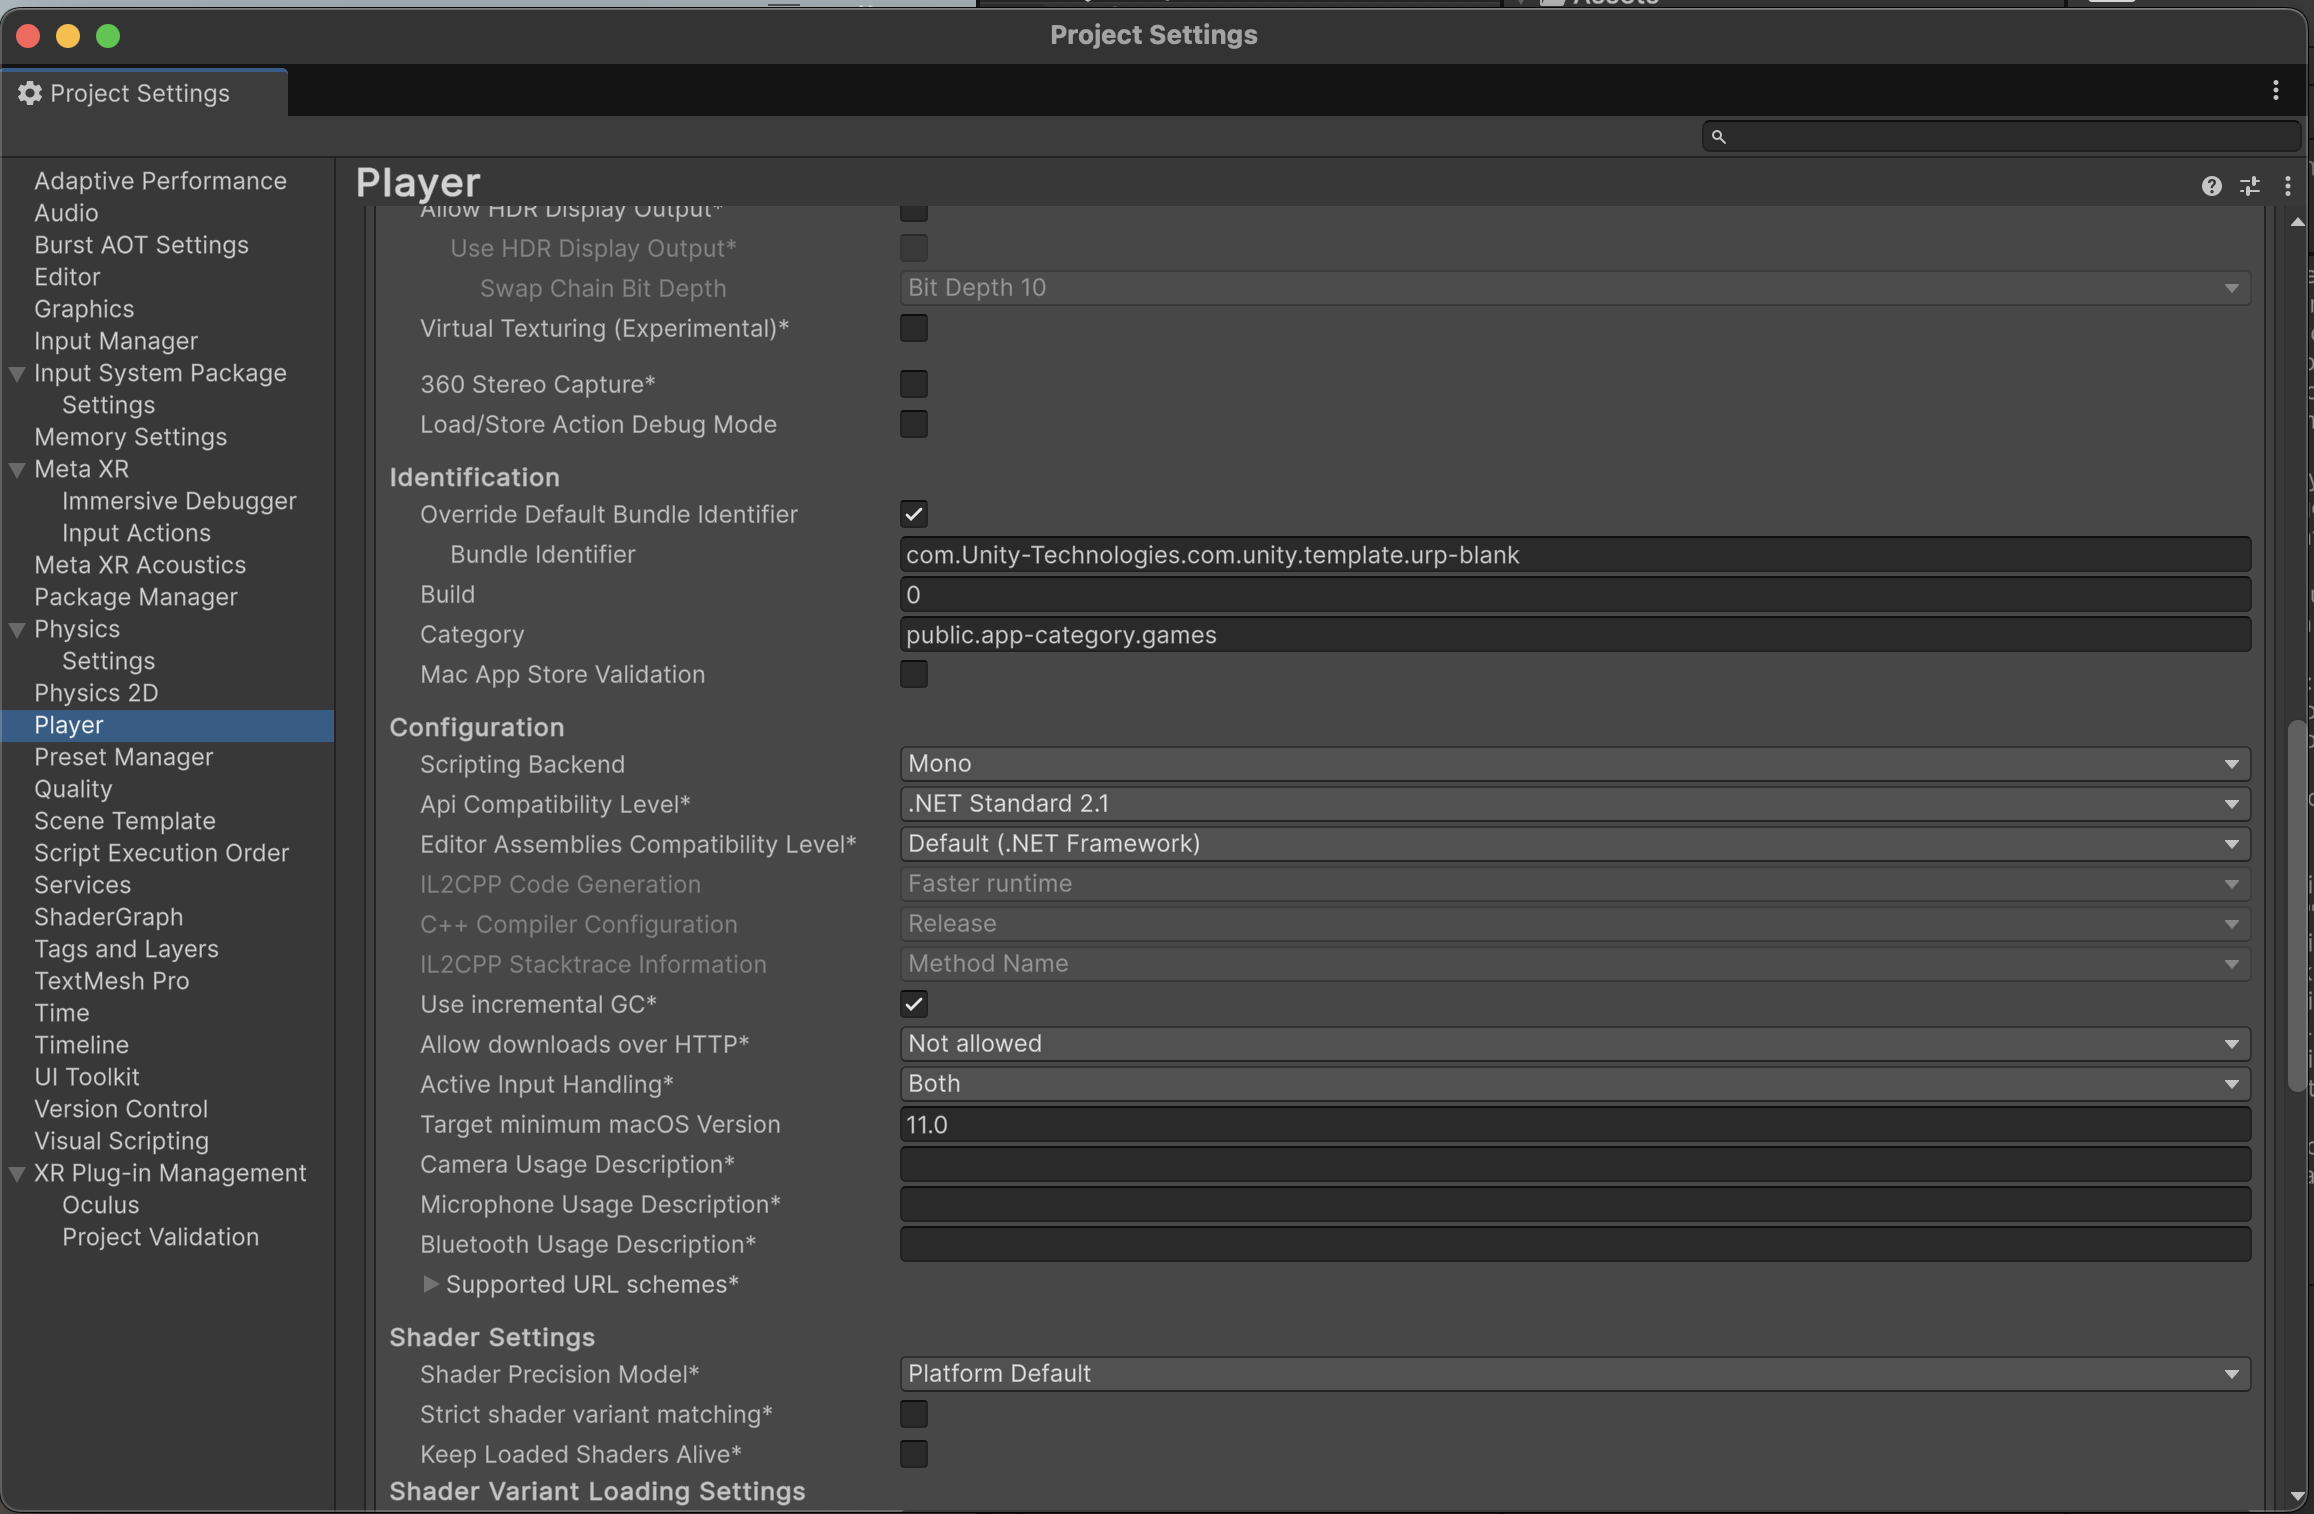 Project Settings
Project Settings
Adaptive Performance
Audio
Burst AOT Settings
Editor
Graphics
Input Manager
Input System Package
Settings
Memory Settings
Meta XR
Immersive Debugger
Input Actions
Meta XR Acoustics
Package Manager
Physics
Settings
Physics 2D
Player
Preset Manager
Quality
Scene Template
Script Execution Order
Services
ShaderGraph
Tags and Layers
TextMesh Pro
Time
Timeline
UI Toolkit
Version Control
Visual Scripting
XR Plug-in Management
Oculus
Project Validation
Player
Allow HDR Display Output*
Use HDR Display Output*
Swap Chain Bit Depth Bit Depth 10
Virtual Texturing (Experimental)*
360 Stereo Capture*
Load/Store Action Debug Mode
Identification
Override Default Bundle Identifier
Bundle Identifier com.Unity-Technologies.com.unity.template.urp-blank
Build 0
Category public.app-category.games
Mac App Store Validation
Configuration
Scripting Backend Mono
Api Compatibility Level* .NET Standard 2.1
Editor Assemblies Compatibility Level* Default (.NET Framework)
IL2CPP Code Generation Faster runtime
C++ Compiler Configuration Release
IL2CPP Stacktrace Information Method Name
Use incremental GC*
Allow downloads over HTTP* Not allowed
Active Input Handling* Both
Target minimum macOS Version 11.0
Camera Usage Description*
Microphone Usage Description*
Bluetooth Usage Description*
Supported URL schemes*
Shader Settings
Shader Precision Model* Platform Default
Strict shader variant matching*
Keep Loaded Shaders Alive*
Shader Variant Loading Settings